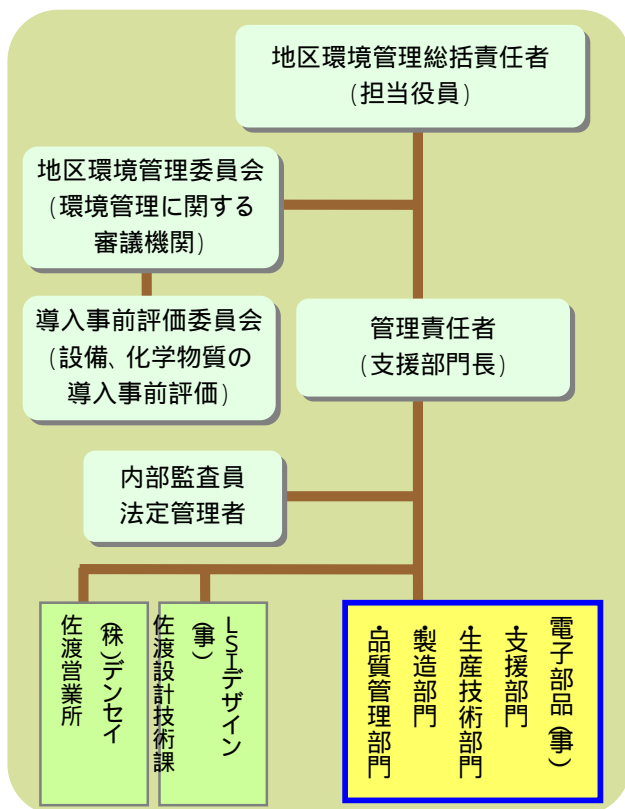 地区環境管理総括責任者
(担当役員)
地区環境管理委員会
(環境管理に関する
審議機関)
導入事前評価委員会
(設備、化学物質の
導入事前評価)
管理責任者
(支援部門長)
内部監査員
法定管理者
(株)デンセイ
佐渡営業所
LSIデザイン
(事)
佐渡設計技術課
電子部品(事)
・支援部門
・生産技術部門
・製造部門
・品質管理部門